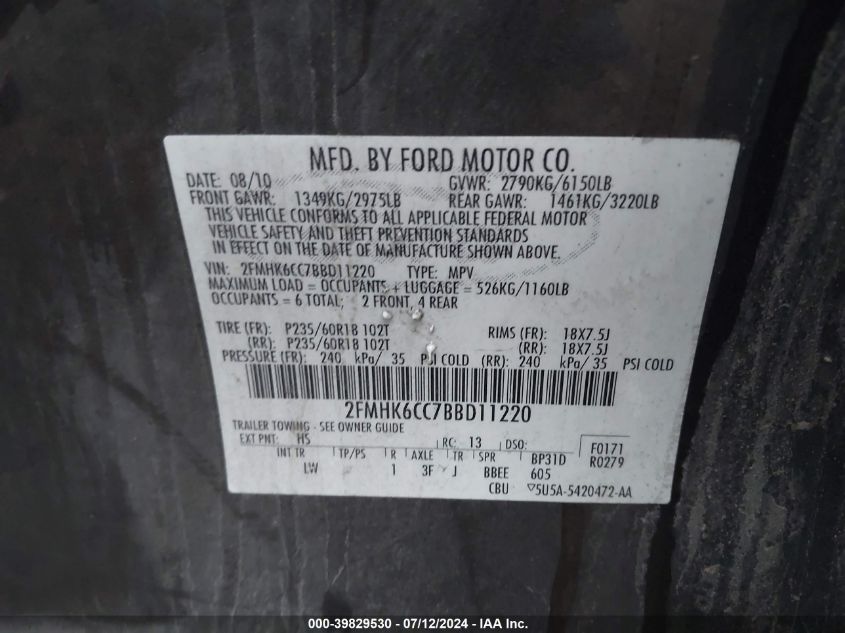 MFD. BY FORD MOTOR CO.
DATE: 08/10 GVWR: 2790KG/6150LB
FRONT GAWR: 1349KG/2975LB REAR GAWR: 1461KG/3220LB
THIS VEHICLE CONFORMS TO ALL APPLICABLE FEDERAL MOTOR
VEHICLE SAFETY AND THEFT PREVENTION STANDARDS
IN EFFECT ON THE DATE OF MANUFACTURE SHOWN ABOVE.
VIN: 2FMHK6CC7BBD11220 TYPE: MPV
MAXIMUM LOAD = OCCUPANTS + LUGGAGE = 526KG/1160LB
OCCUPANTS = 6 TOTAL; 2 FRONT, 4 REAR
TIRE (FR): P235/60R18 102T RIMS (FR): 18X7.5J
(RR): P235/60R18 102T (RR): 18X7.5J
PRESSURE (FR): 240 kPa/ 35 PSI COLD (RR): 240 kPa/ 35 PSI COLD
2FMHK6CC7BBD11220
TRAILER TOWING - SEE OWNER GUIDE
EXT PNT: HS RC: 13 DSO: F0171
INT TR TP/PS R AXLE TR SPR BP31D R0279
LW 1 3F J BBEE 605
CBU ▽5U5A-5420472-AA
000-39829530 - 07/12/2024 - IAA Inc.